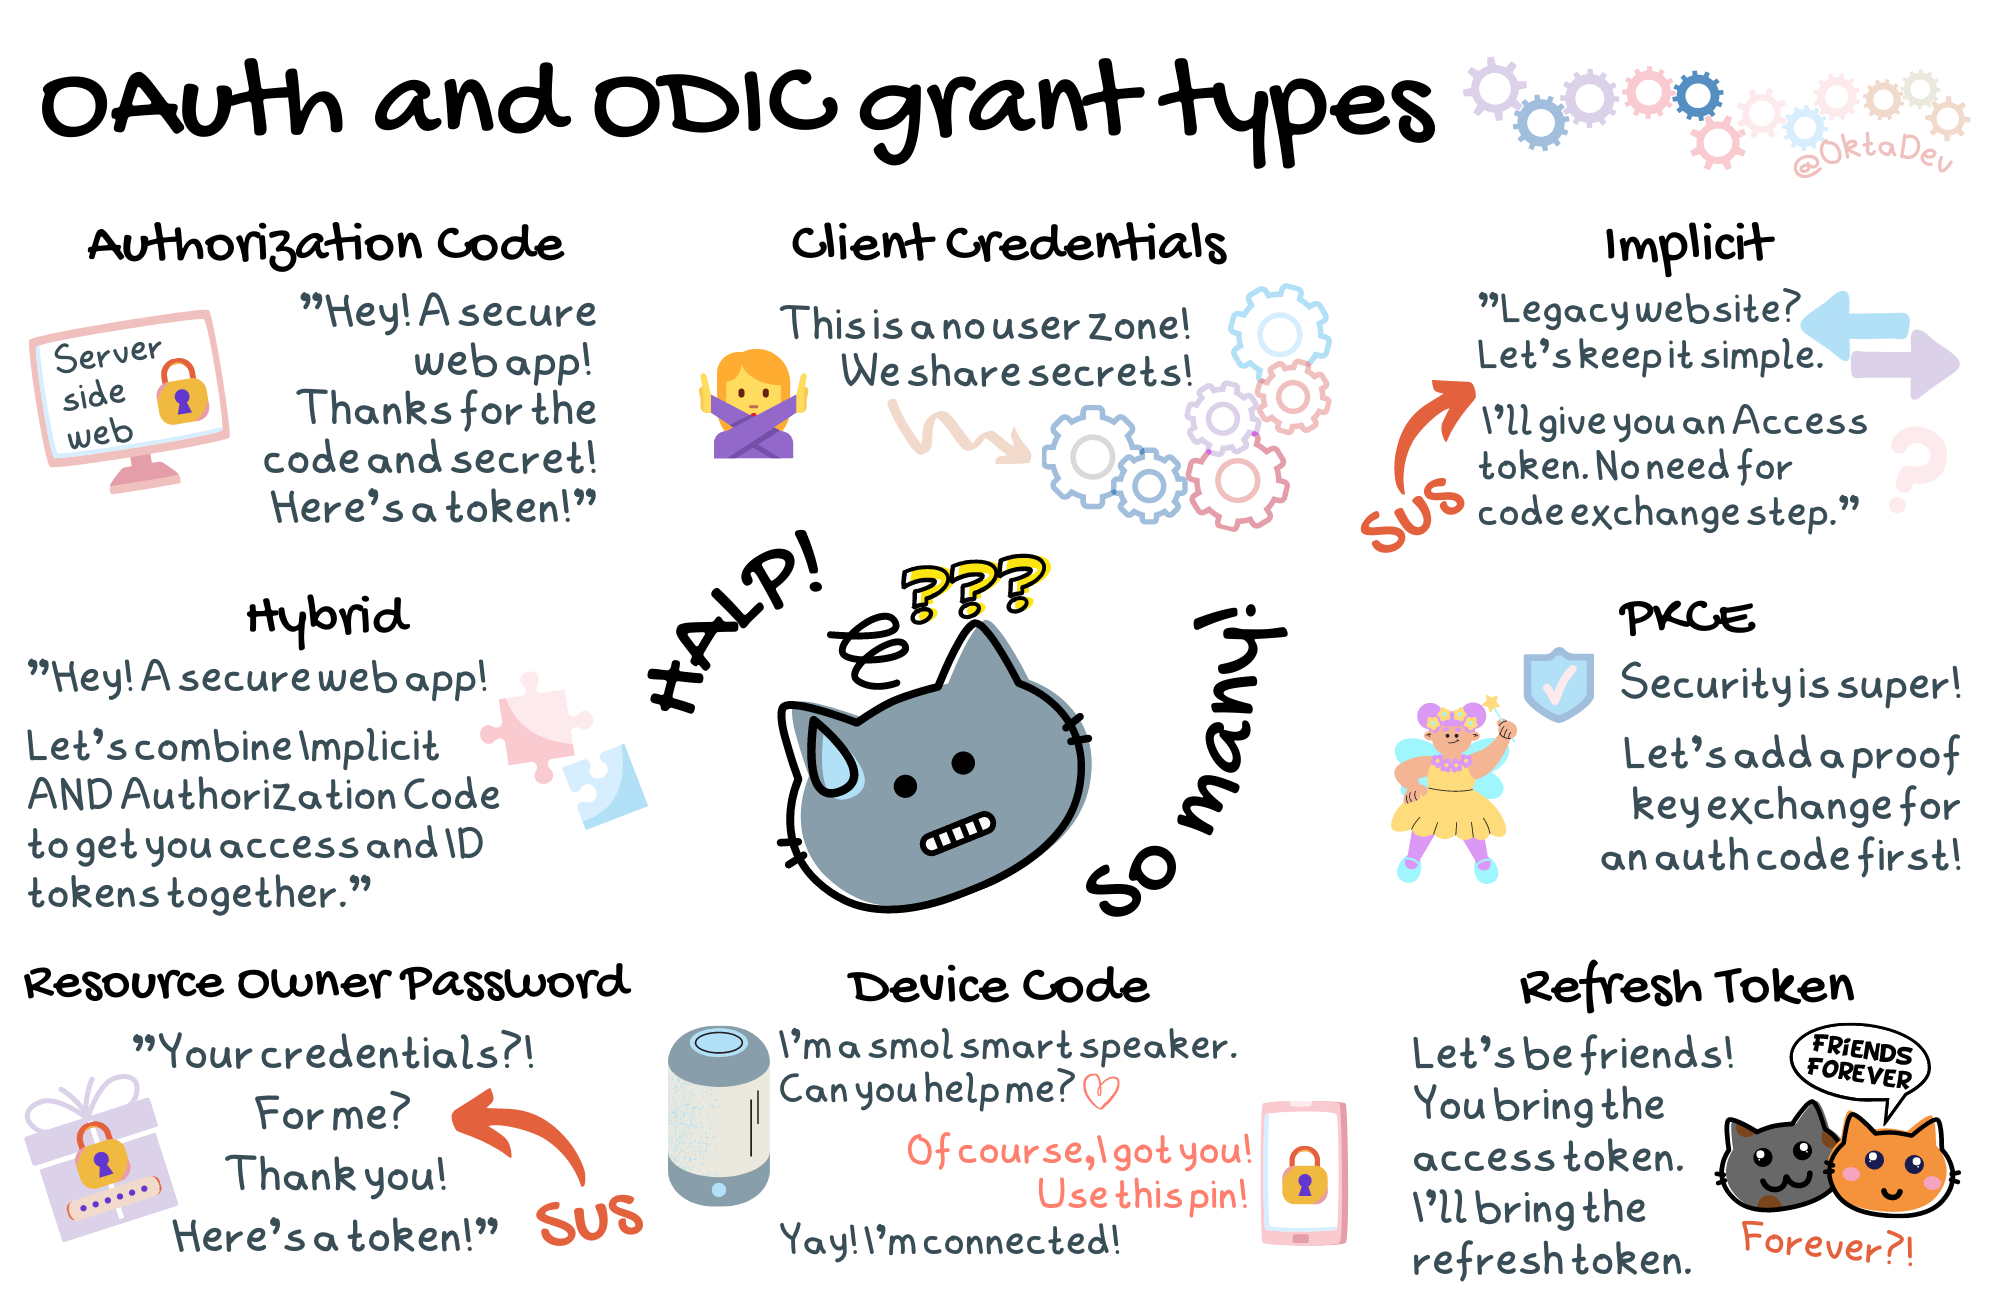 OAuth and ODIC grant types
@OktaDev
Authorization Code
Server
side
web
"Hey! A secure
web app!
Thanks for the
code and secret!
Here's a token!"
Client Credentials
This is a no user zone!
We share secrets!
Implicit
"Legacy website?
Let's keep it simple.
I'll give you an Access
token. No need for
code exchange step."
SUS
Hybrid
"Hey! A secure web app!
Let's combine Implicit
AND Authorization Code
to get you access and ID
tokens together."
HALP!
???
So many!
PKCE
Security is super!
Let's add a proof
key exchange for
an auth code first!
Resource Owner Password
"Your credentials?!
For me?
Thank you!
Here's a token!"
SUS
Device Code
I'm a smol smart speaker.
Can you help me?
Of course, I got you!
Use this pin!
Yay! I'm connected!
Refresh Token
Let's be friends!
You bring the
access token.
I'll bring the
refresh token.
FRIENDS
FOREVER
Forever?!